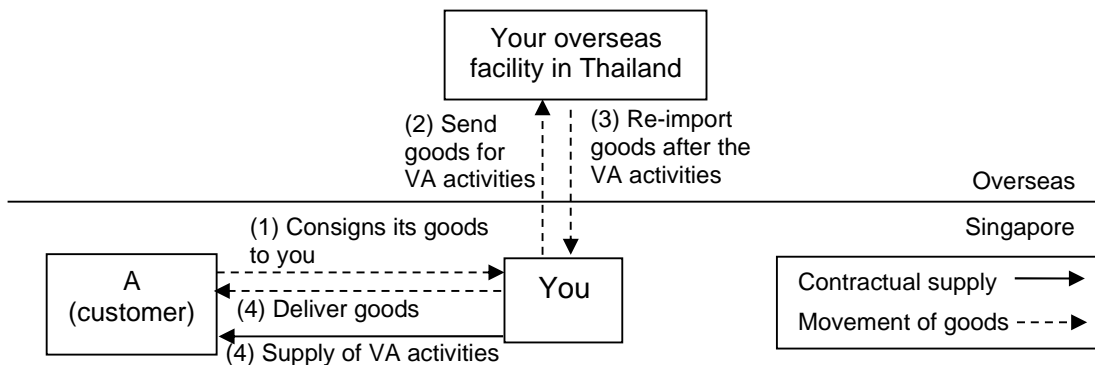 Your overseas
facility in Thailand
(2) Send
goods for
VA activities
(3) Re-import
goods after the
VA activities
Overseas
Singapore
(1) Consigns its goods
to you
A
(customer)
You
(4) Deliver goods
(4) Supply of VA activities
Contractual supply
Movement of goods